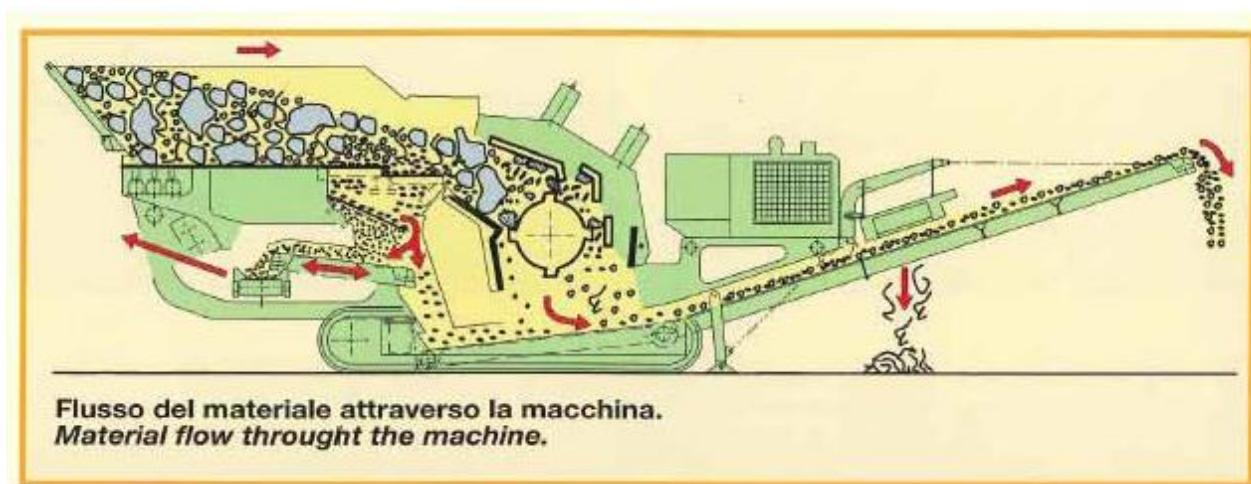 Flusso del materiale attraverso la macchina.
Material flow throught the machine.